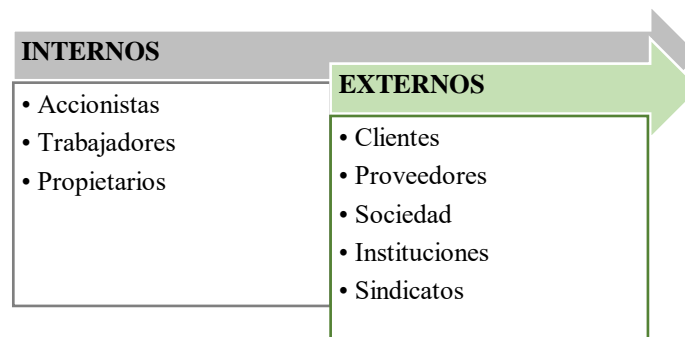 INTERNOS
• Accionistas
• Trabajadores
• Propietarios
EXTERNOS
• Clientes
• Proveedores
• Sociedad
• Instituciones
• Sindicatos